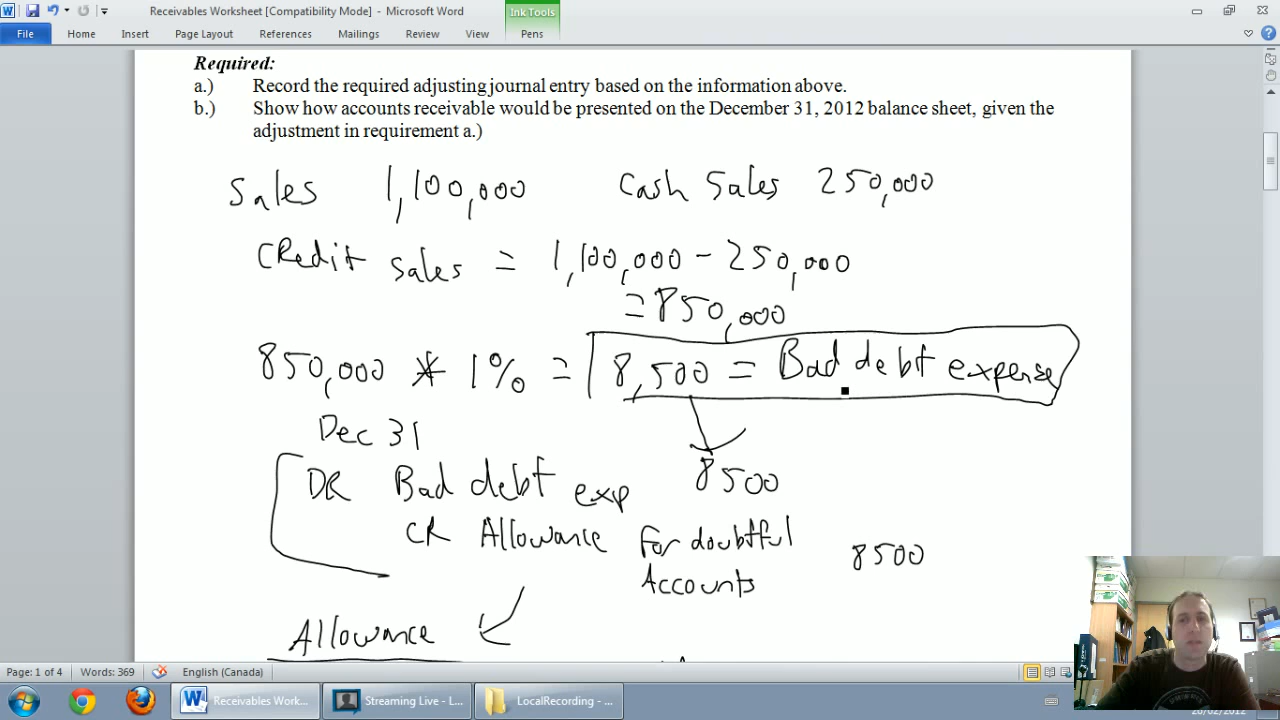 Receivables Worksheet [Compatibility Mode] - Microsoft Word
Ink Tools
File Home Insert Page Layout References Mailings Review View Pens
Required:
a.) Record the required adjusting journal entry based on the information above.
b.) Show how accounts receivable would be presented on the December 31, 2012 balance sheet, given the
adjustment in requirement a.)
Sales 1,100,000 Cash Sales 250,000
Credit sales = 1,100,000 - 250,000
= 850,000
850,000 * 1% = 8,500 = Bad debt expense
Dec 31
DR Bad debt exp 8500
CR Allowance For doubtful
Accounts 8500
Allowance
Page: 1 of 4 Words: 369 English (Canada)
Receivables Work... Streaming Live - L... LocalRecording - ...
28/02/2012